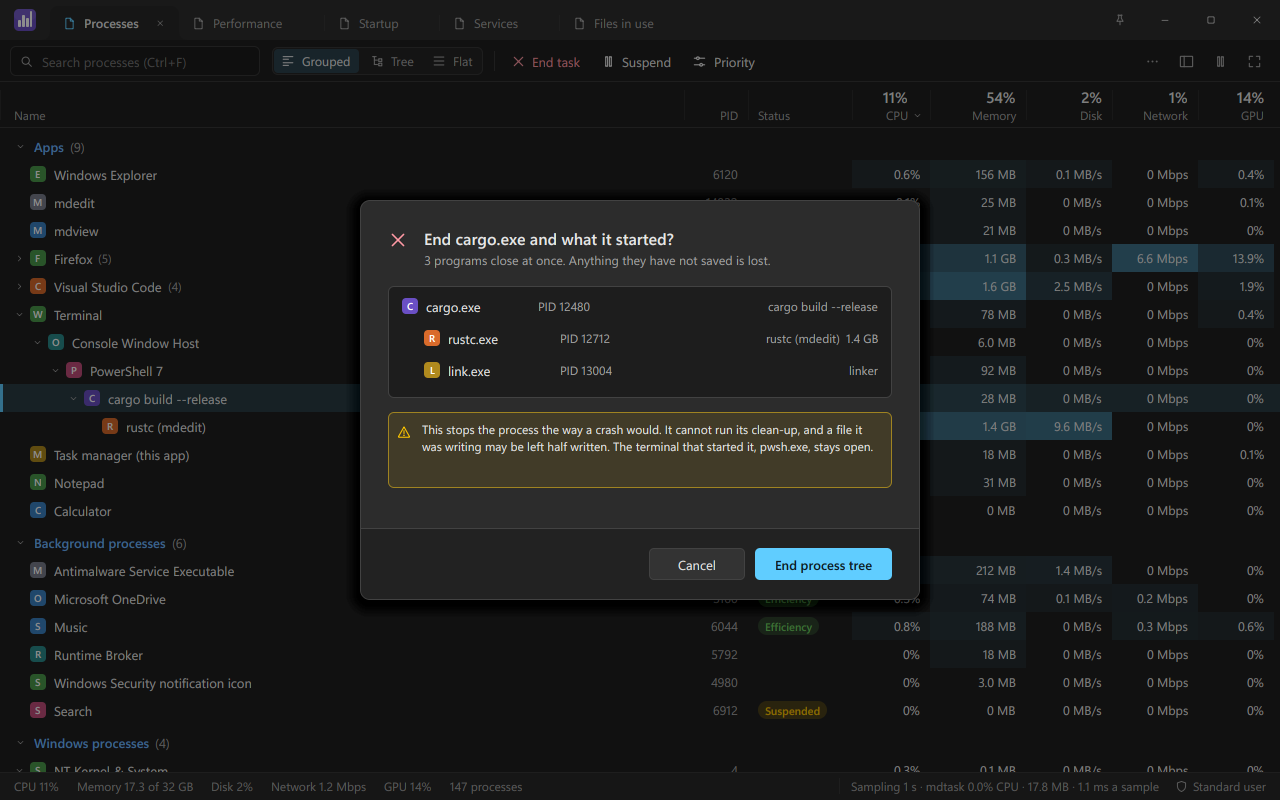 Processes
Performance
Startup
Services
Files in use
Search processes (Ctrl+F)
Grouped
Tree
Flat
End task
Suspend
Priority
11% 54% 2% 1% 14%
Name PID Status CPU Memory Disk Network GPU
Apps (9)
E Windows Explorer 6120 0.6% 156 MB 0.1 MB/s 0 Mbps 0.4%
M mdedit 25 MB 0 MB/s 0 Mbps 0.1%
M mdview 21 MB 0 MB/s 0 Mbps 0%
F Firefox (5) 1.1 GB 0.3 MB/s 6.6 Mbps 13.9%
C Visual Studio Code (4) 1.6 GB 2.5 MB/s 0 Mbps 1.9%
W Terminal 78 MB 0 MB/s 0 Mbps 0.4%
O Console Window Host 6.0 MB 0 MB/s 0 Mbps 0%
P PowerShell 7 92 MB 0 MB/s 0 Mbps 0%
C cargo build --release 28 MB 0 MB/s 0 Mbps 0%
R rustc (mdedit) 1.4 GB 9.6 MB/s 0 Mbps 0%
M Task manager (this app) 18 MB 0 MB/s 0 Mbps 0.1%
N Notepad 31 MB 0 MB/s 0 Mbps 0%
C Calculator 0 MB 0 MB/s 0 Mbps 0%
End cargo.exe and what it started?
3 programs close at once. Anything they have not saved is lost.
C cargo.exe PID 12480 cargo build --release
R rustc.exe PID 12712 rustc (mdedit) 1.4 GB
L link.exe PID 13004 linker
This stops the process the way a crash would. It cannot run its clean-up, and a file it
was writing may be left half written. The terminal that started it, pwsh.exe, stays open.
Cancel
End process tree
Background processes (6)
M Antimalware Service Executable 212 MB 1.4 MB/s 0 Mbps 0%
O Microsoft OneDrive Efficiency 74 MB 0.1 MB/s 0.2 Mbps 0%
S Music 6044 Efficiency 0.8% 188 MB 0 MB/s 0.3 Mbps 0.6%
R Runtime Broker 5792 0% 18 MB 0 MB/s 0 Mbps 0%
S Windows Security notification icon 4980 0% 3.0 MB 0 MB/s 0 Mbps 0%
S Search 6912 Suspended 0% 0 MB 0 MB/s 0 Mbps 0%
Windows processes (4)
NT Kernel & System 4 0.3% 0.1 MB 0 MB/s 0 Mbps 0%
CPU 11% Memory 17.3 of 32 GB Disk 2% Network 1.2 Mbps GPU 14% 147 processes
Sampling 1 s · mdtask 0.0% CPU · 17.8 MB · 1.1 ms a sample
Standard user